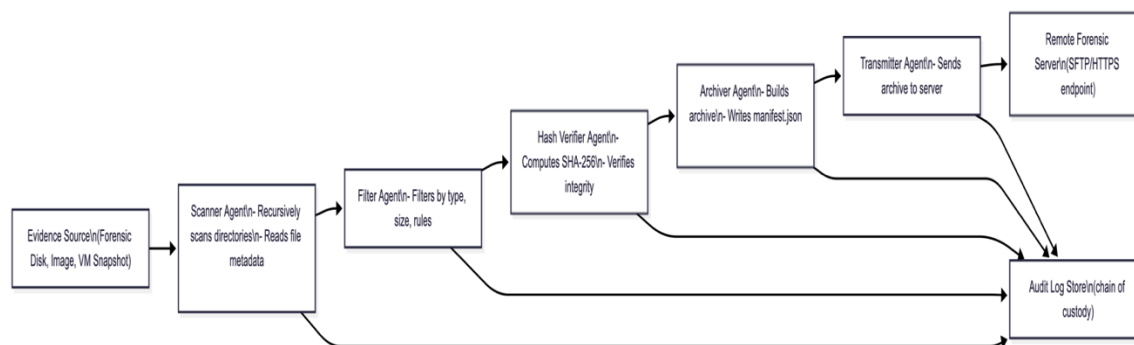 Evidence Source\n(Forensic
Disk, Image, VM Snapshot)
Scanner Agent\n- Recursively
scans directories\n- Reads file
metadata
Filter Agent\n- Filters by type,
size, rules
Hash Verifier Agent\n-
Computes SHA-256\n- Verifies
integrity
Archiver Agent\n- Builds
archive\n- Writes manifest.json
Transmitter Agent\n- Sends
archive to server
Remote Forensic
Server\n(SFTP/HTTPS
endpoint)
Audit Log Store\n(chain of
custody)